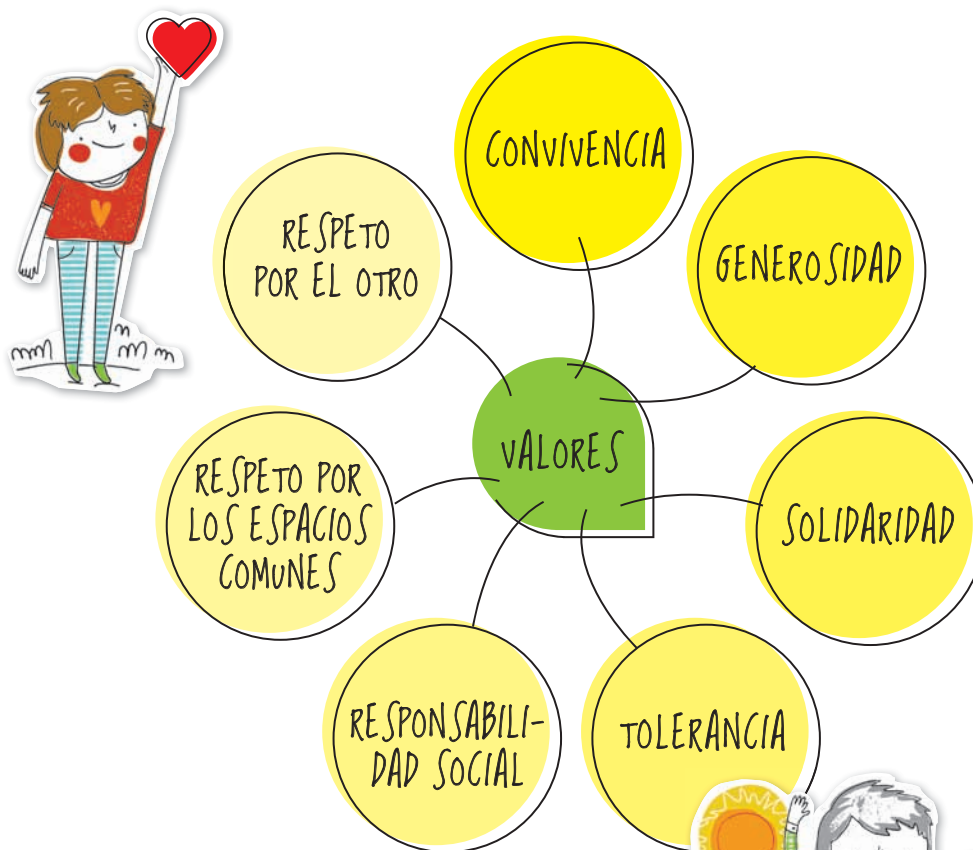 CONVIVENCIA
RESPETO
POR EL OTRO
GENEROSIDAD
VALORES
RESPETO POR
LOS ESPACIOS
COMUNES
SOLIDARIDAD
RESPONSABILI-
DAD SOCIAL
TOLERANCIA